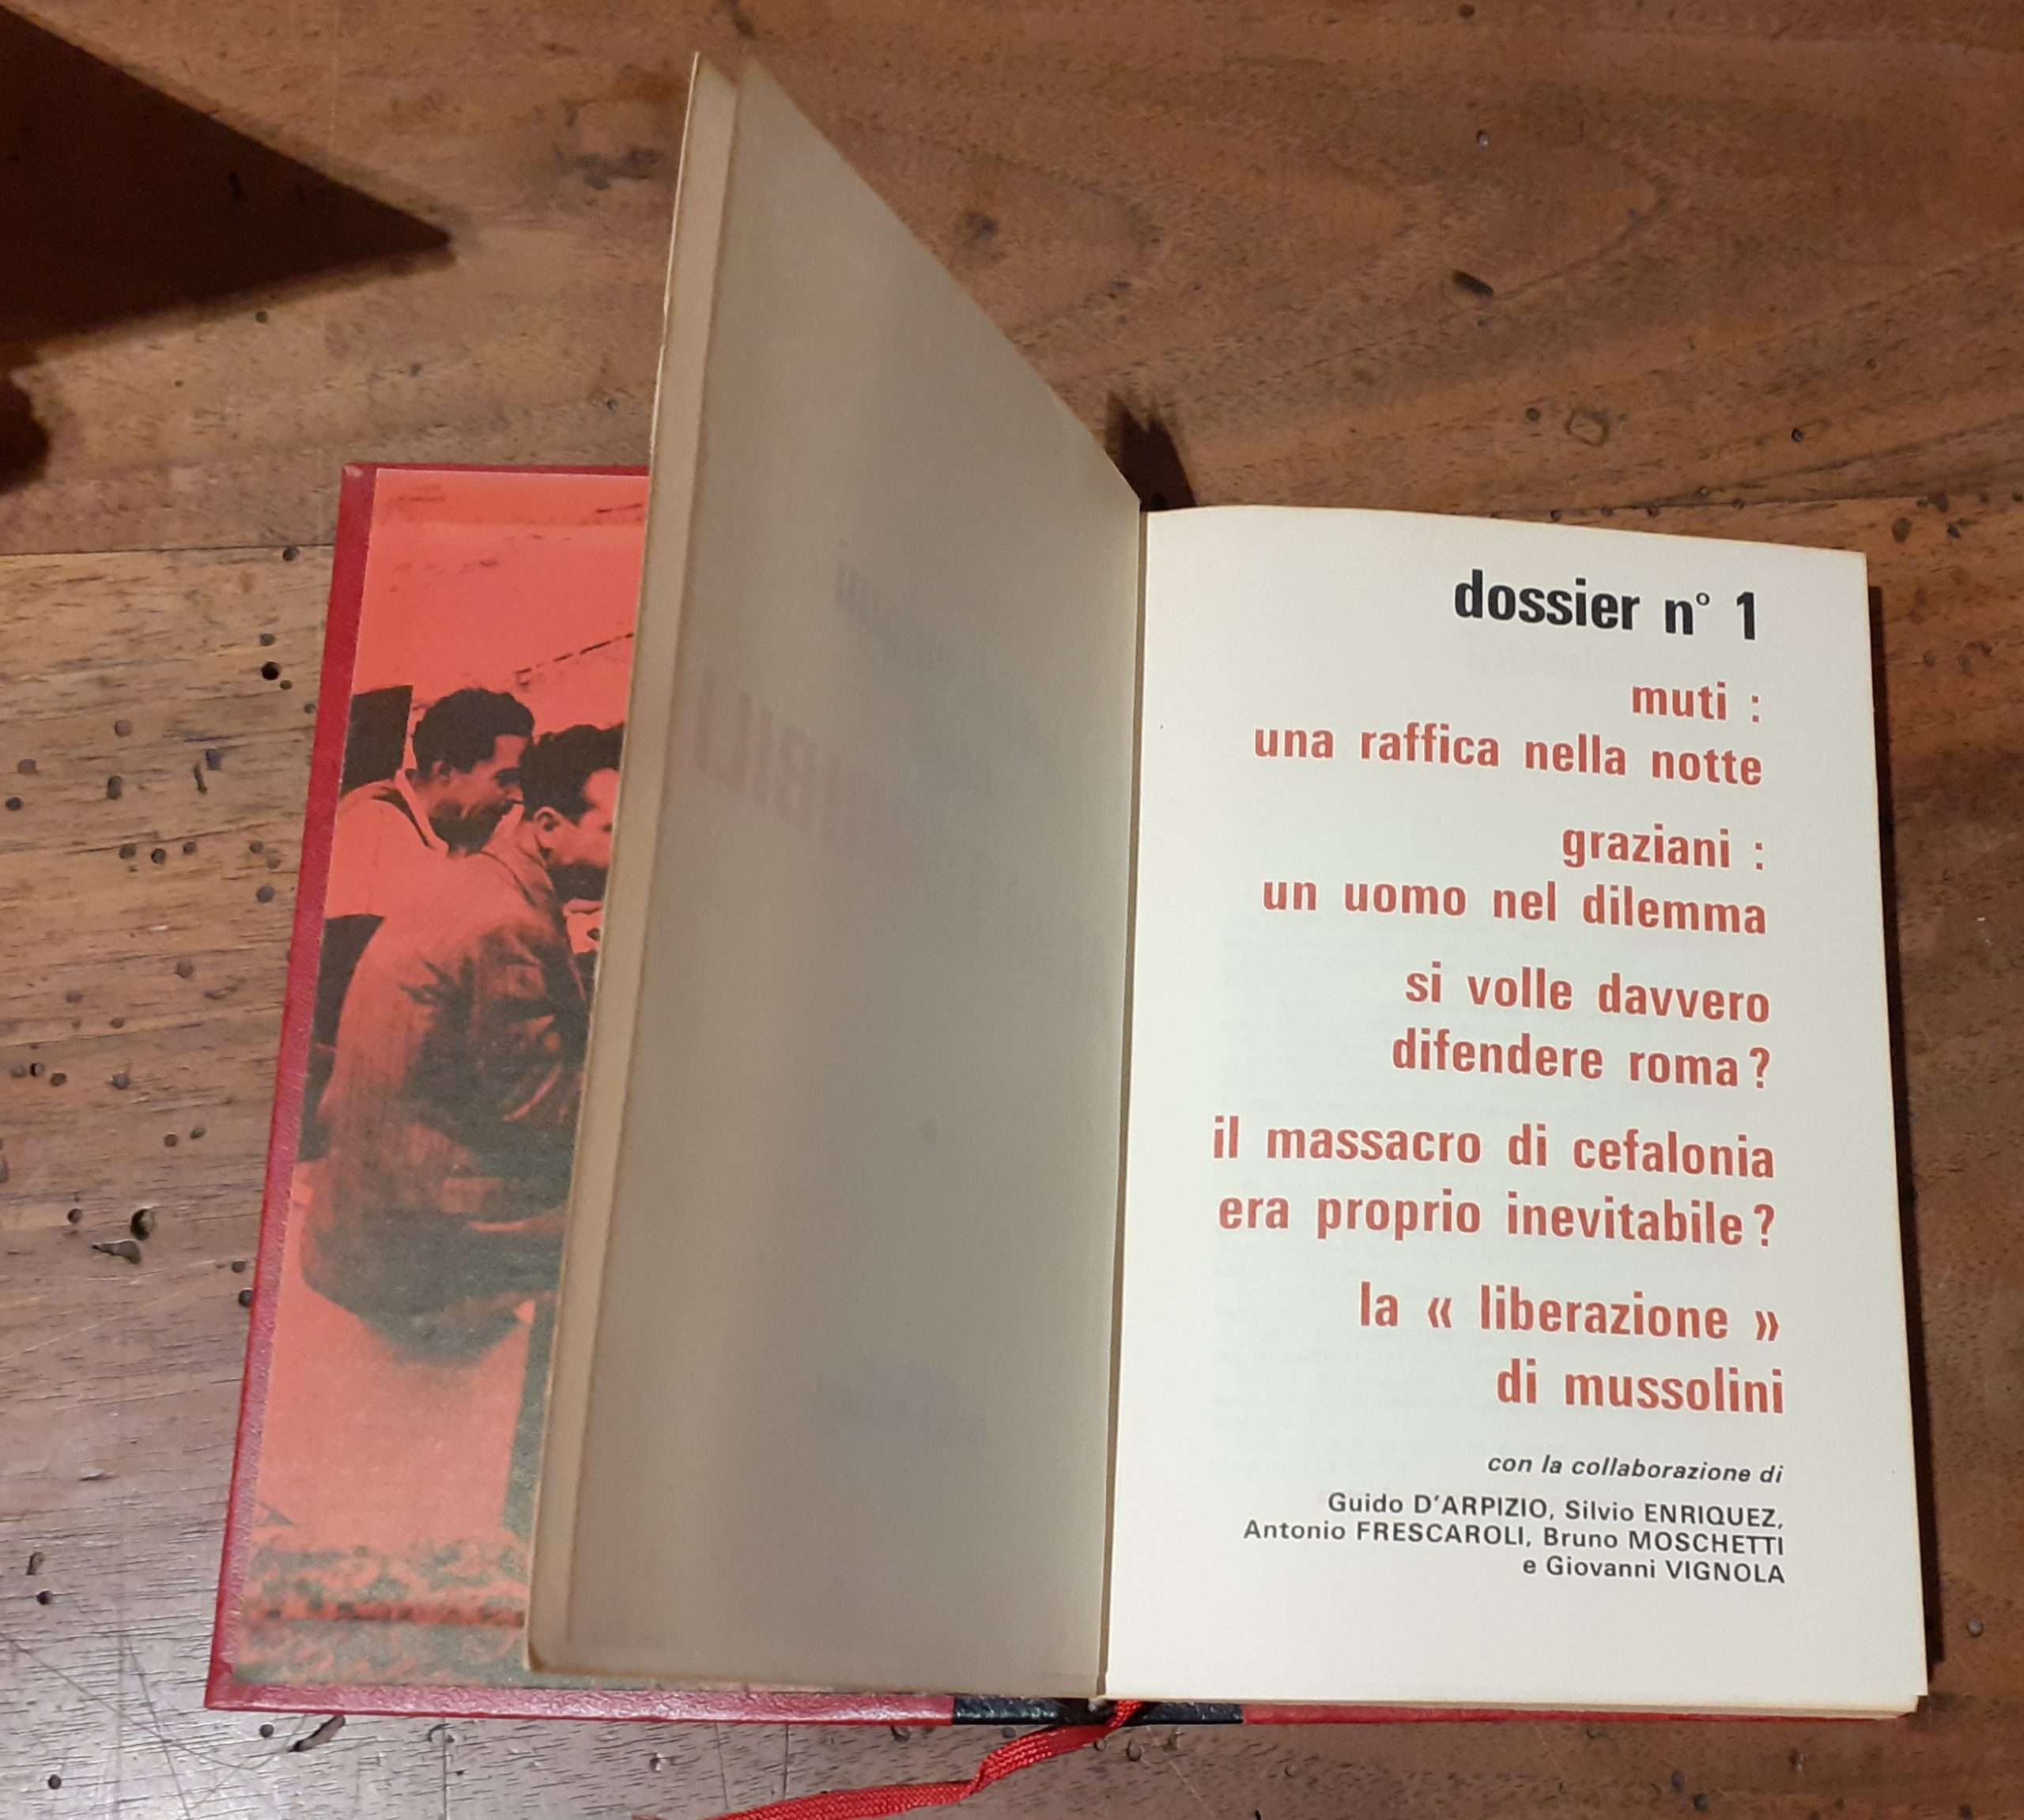 dossier n° 1
muti :
una raffica nella notte
graziani :
un uomo nel dilemma
si volle davvero
difendere roma ?
il massacro di cefalonia
era proprio inevitabile ?
la « liberazione »
di mussolini
con la collaborazione di
Guido D'ARPIZIO, Silvio ENRIQUEZ,
Antonio FRESCAROLI, Bruno MOSCHETTI
e Giovanni VIGNOLA